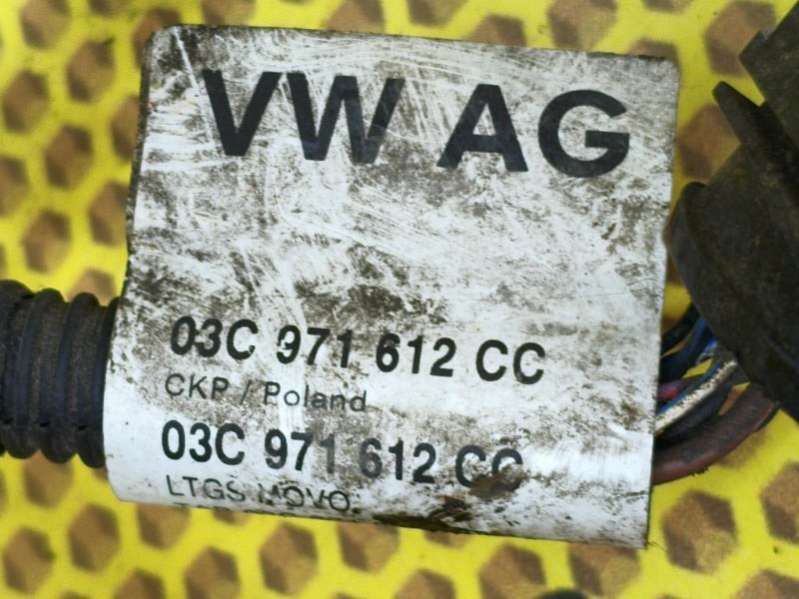 VW AG
03C 971 612 CC
CKP / Poland
03C 971 612 CC
LTGS MOVO